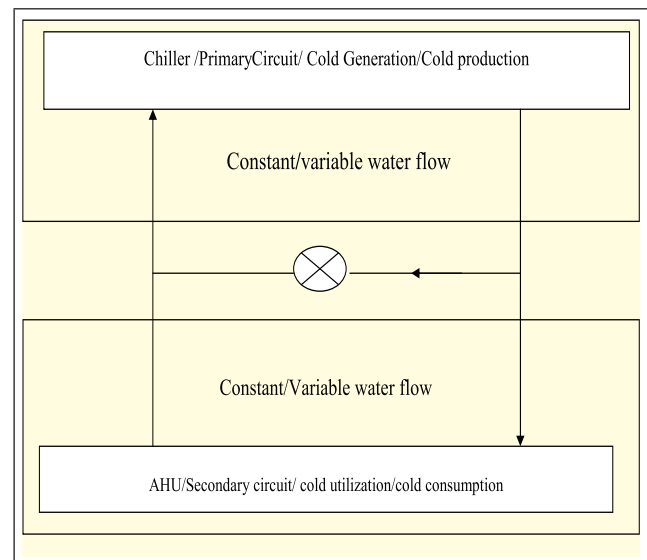 Chiller /PrimaryCircuit/ Cold Generation/Cold production
Constant/variable water flow
Constant/Variable water flow
AHU/Secondary circuit/ cold utilization/cold consumption